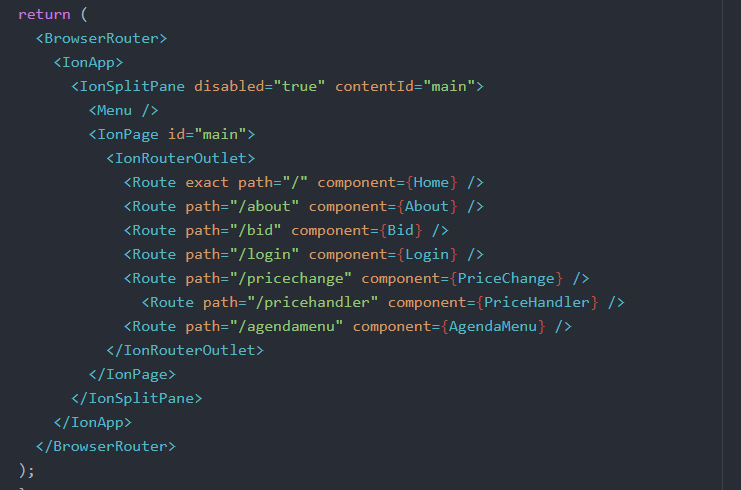 return (
<BrowserRouter>
<IonApp>
<IonSplitPane disabled="true" contentId="main">
<Menu />
<IonPage id="main">
<IonRouterOutlet>
<Route exact path="/" component={Home} />
<Route path="/about" component={About} />
<Route path="/bid" component={Bid} />
<Route path="/login" component={Login} />
<Route path="/pricechange" component={PriceChange} />
<Route path="/pricehandler" component={PriceHandler} />
<Route path="/agendamenu" component={AgendaMenu} />
</IonRouterOutlet>
</IonPage>
</IonSplitPane>
</IonApp>
</BrowserRouter>
);